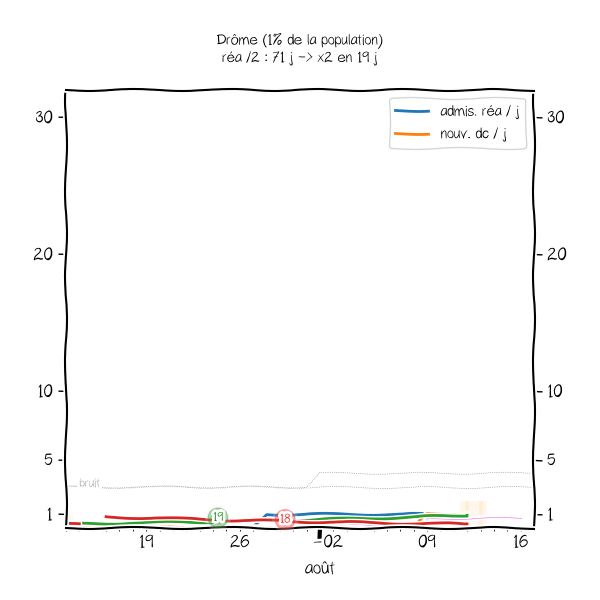 Drôme (1% de la population)
réa /2 : 71 j -> x2 en 19 j
admis. réa / j
nouv. dc / j
30
30
20
20
10
10
5
5
bruit
1
1
19
18
19
26
02
09
16
août